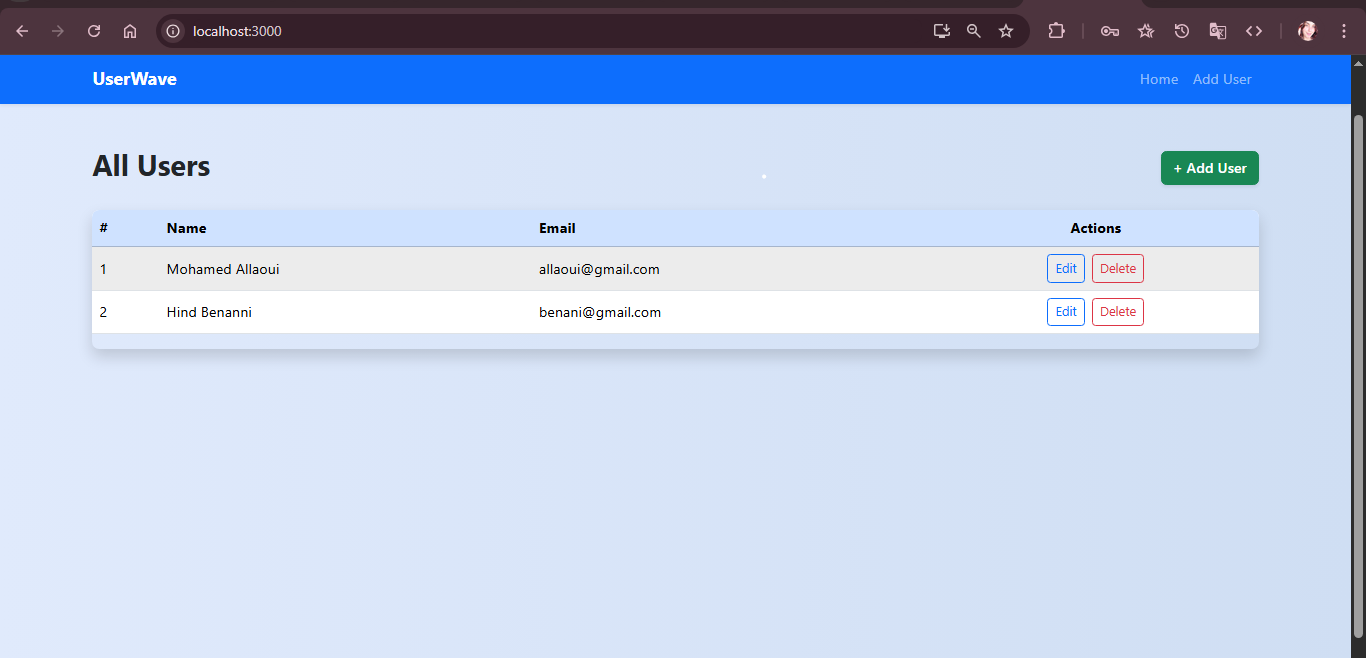 localhost:3000
UserWave Home Add User
All Users + Add User
# Name Email Actions
1 Mohamed Allaoui allaoui@gmail.com Edit Delete
2 Hind Benanni benani@gmail.com Edit Delete